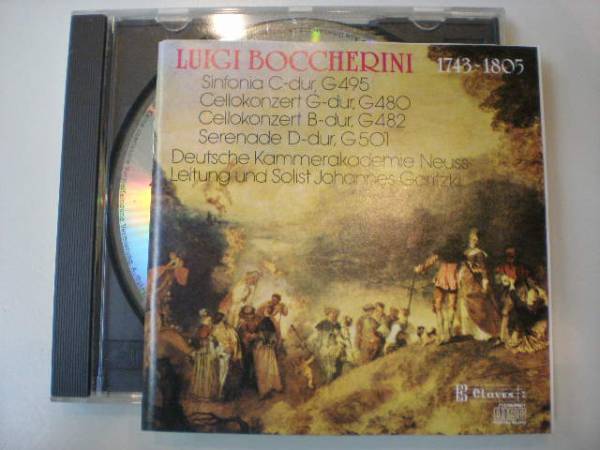 LUIGI BOCCHERINI 1743-1805
Sinfonia C-dur, G495
Cellokonzert G-dur, G480
Cellokonzert B-dur, G482
Serenade D-dur, G501
Deutsche Kammerakademie Neuss
Leitung und Solist Johannes Goritzki
Claves